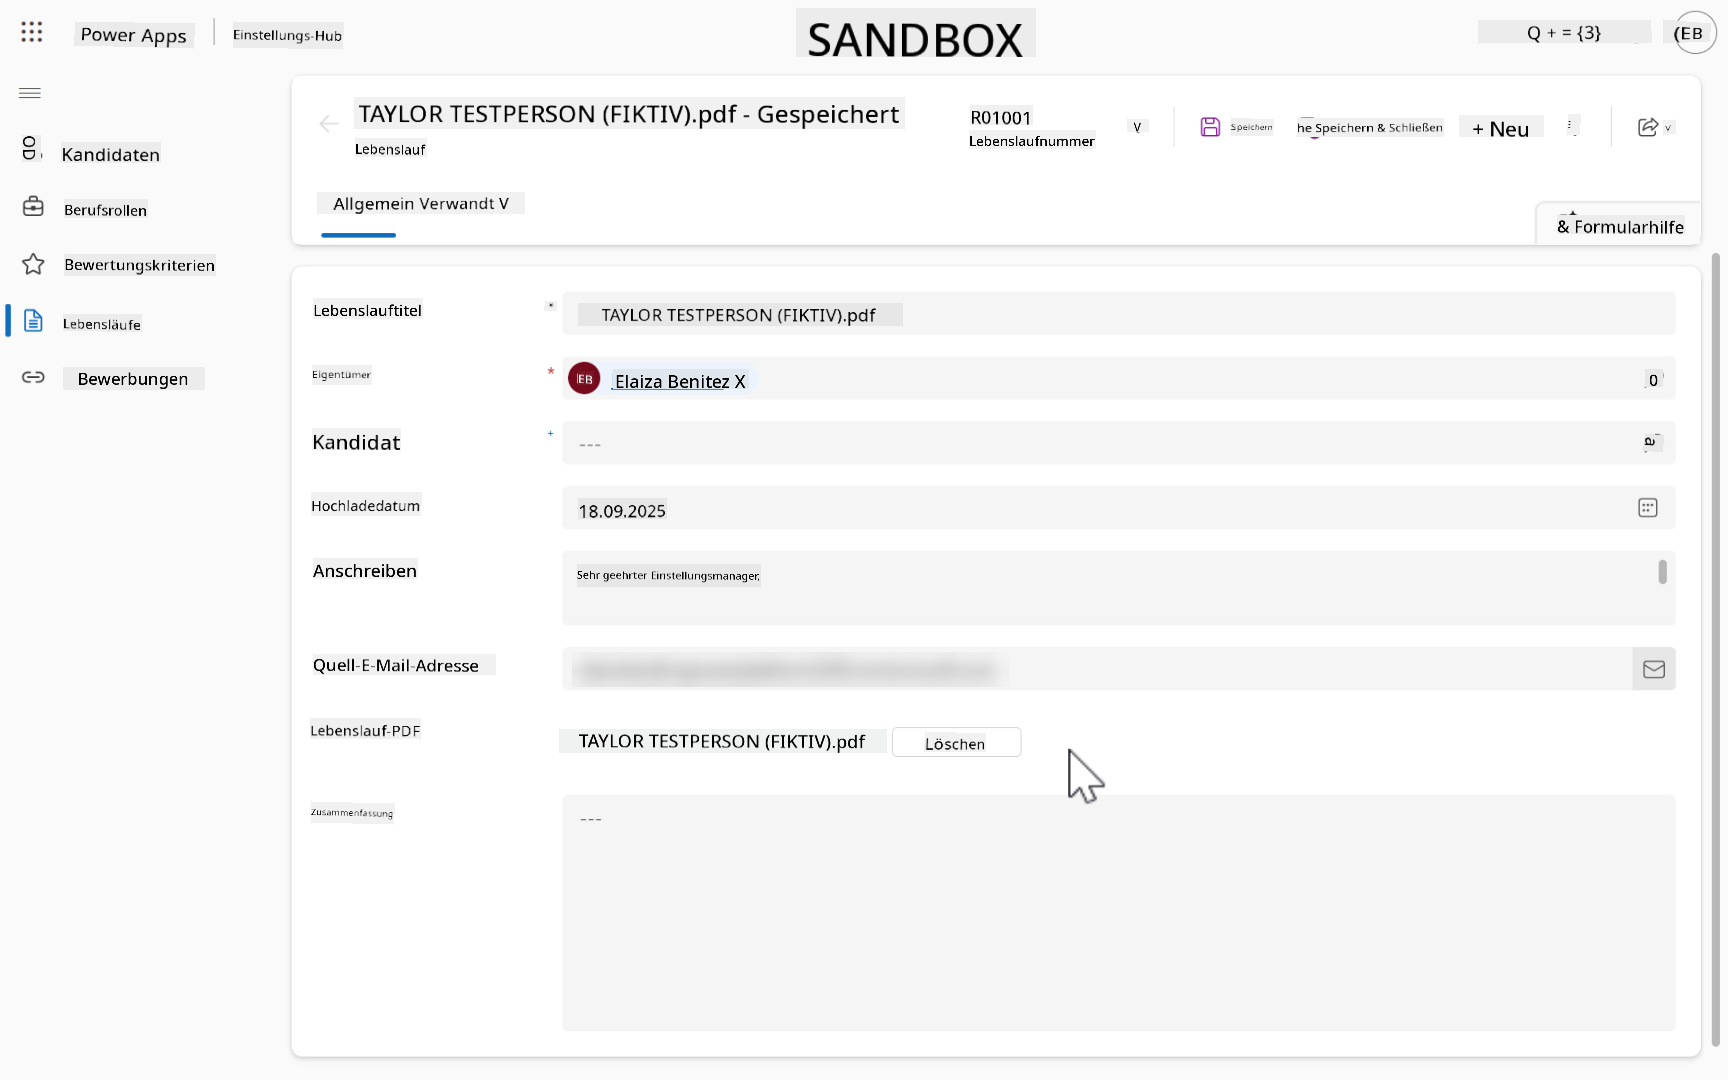 Power Apps
Einstellungs-Hub
SANDBOX
Q + = {3}
(EB
TAYLOR TESTPERSON (FIKTIV).pdf - Gespeichert
Lebenslauf
R01001
Lebenslaufnummer
V
Speichern
he Speichern & Schließen
+ Neu
v
Kandidaten
Berufsrollen
Bewertungskriterien
Lebensläufe
Bewerbungen
Allgemein Verwandt V
& Formularhilfe
Lebenslauftitel
*
TAYLOR TESTPERSON (FIKTIV).pdf
Eigentümer
*
EB
Elaiza Benitez X
0
Kandidat
+
---
Hochladedatum
18.09.2025
Anschreiben
Sehr geehrter Einstellungsmanager,
Quell-E-Mail-Adresse
Lebenslauf-PDF
TAYLOR TESTPERSON (FIKTIV).pdf
Löschen
Zusammenfassung
---